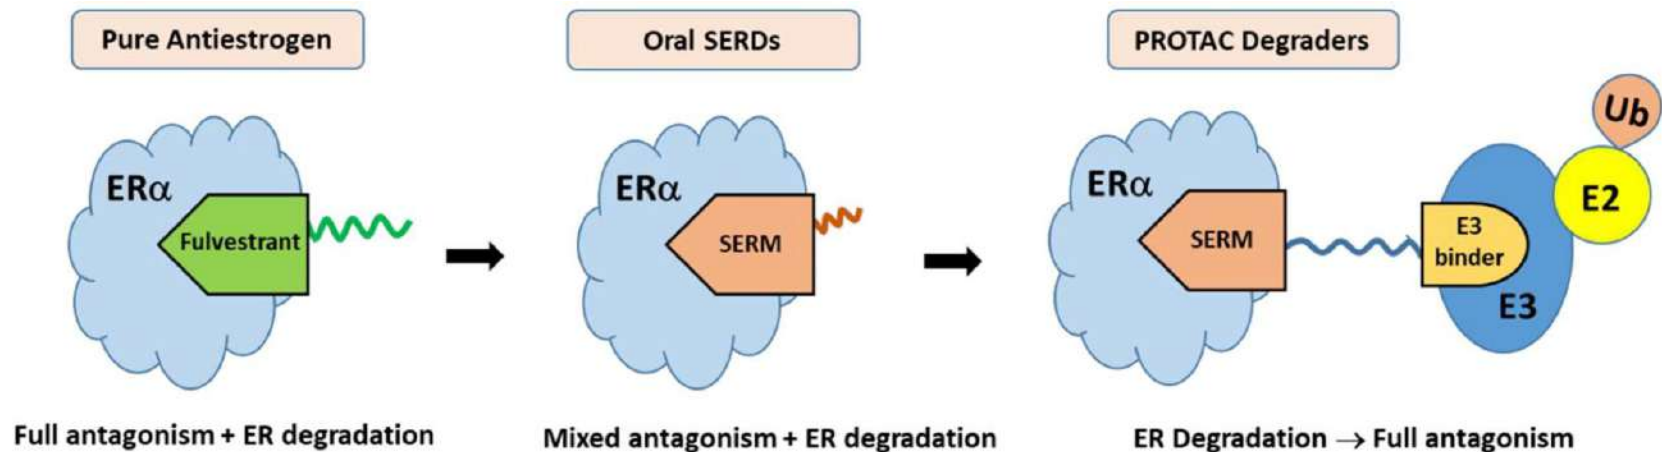 Pure Antiestrogen
Oral SERDs
PROTAC Degraders
ERα
Fulvestrant
ERα
SERM
ERα
SERM
E3
binder
E3
E2
Ub
Full antagonism + ER degradation
Mixed antagonism + ER degradation
ER Degradation → Full antagonism